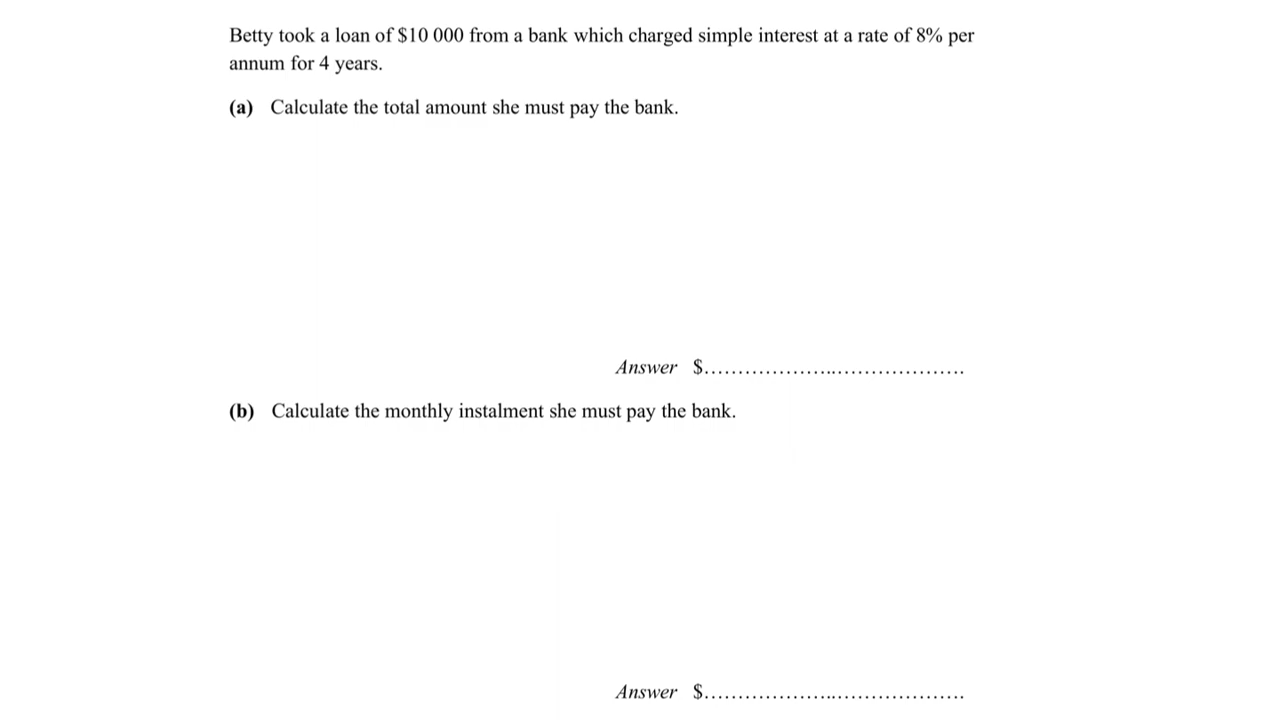 Betty took a loan of $10 000 from a bank which charged simple interest at a rate of 8% per
annum for 4 years.
(a) Calculate the total amount she must pay the bank.
Answer $.......................................
(b) Calculate the monthly instalment she must pay the bank.
Answer $.......................................